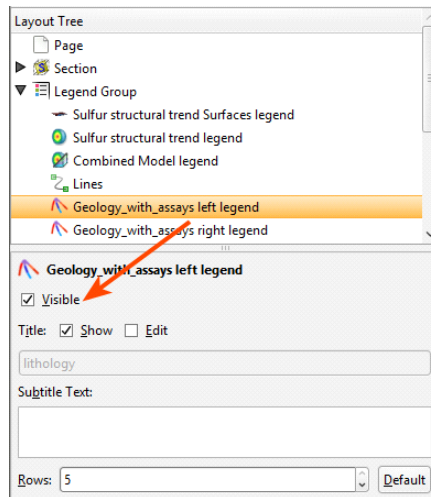 Layout Tree
Page
Section
Legend Group
Sulfur structural trend Surfaces legend
Sulfur structural trend legend
Combined Model legend
Lines
Geology_with_assays left legend
Geology_with_assays right legend
Geology_with_assays left legend
Visible
Title: Show Edit
lithology
Subtitle Text:
Rows: 5 Default